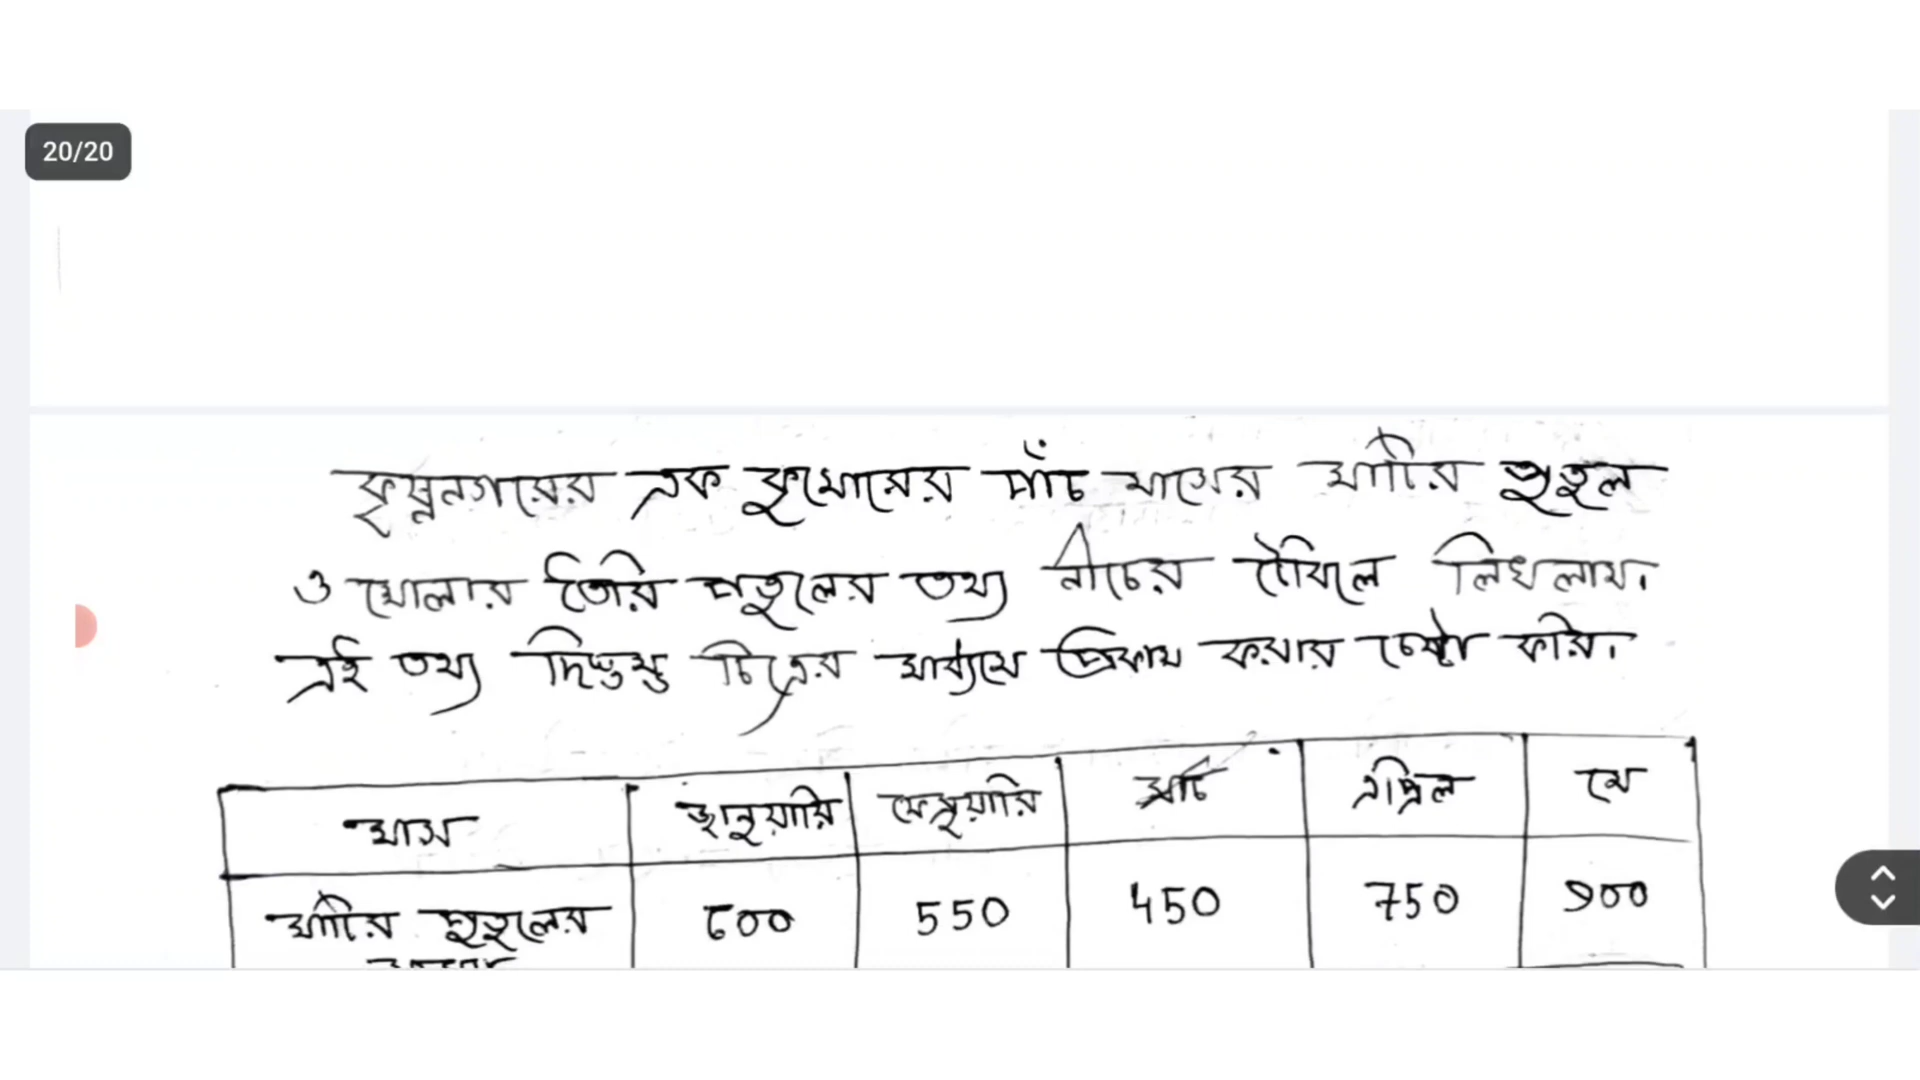 20/20
কৃষ্ণনগরের এক কুমোরের পাঁচ মাসের মাটির পুতুল
ও মোলার তৈরি পতুলের তথ্য নীচের টেবিলে লিখলাম।
এই তথ্য দ্বিস্তম্ভ চিত্রের মাধ্যমে প্রকাশ করার চেষ্টা করি।
মাস জানুয়ারি ফেব্রুয়ারি মার্চ এপ্রিল মে
মাটির পুতুলের 600 550 450 750 900